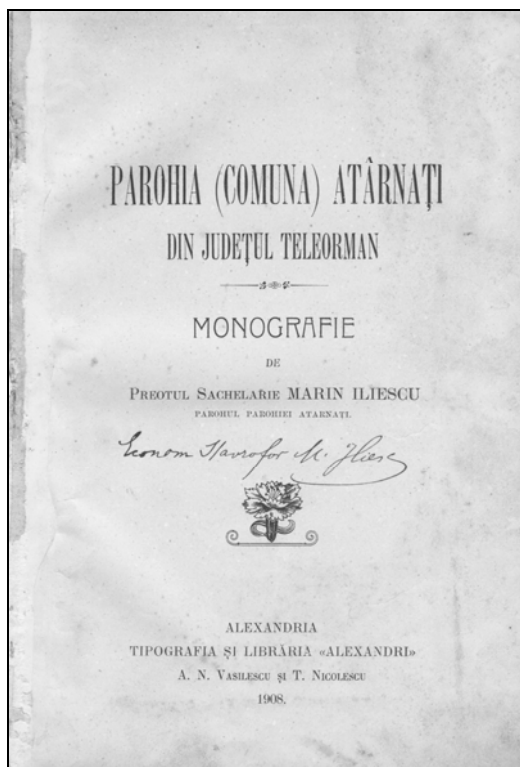 PAROHIA (COMUNA) ATÂRNAȚI
DIN JUDEȚUL TELEORMAN
MONOGRAFIE
DE
PREOTUL SACHELARIE MARIN ILIESCU
PAROHUL PAROHIEI ATARNAȚI.
Econom Stavrofor M. Iliescu
ALEXANDRIA
TIPOGRAFIA ȘI LIBRĂRIA «ALEXANDRI»
A. N. VASILESCU ȘI T. NICOLESCU
1908.